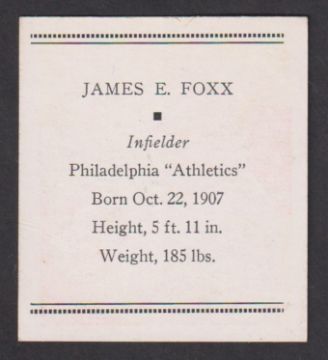 JAMES E. FOXX
Infielder
Philadelphia "Athletics"
Born Oct. 22, 1907
Height, 5 ft. 11 in.
Weight, 185 lbs.